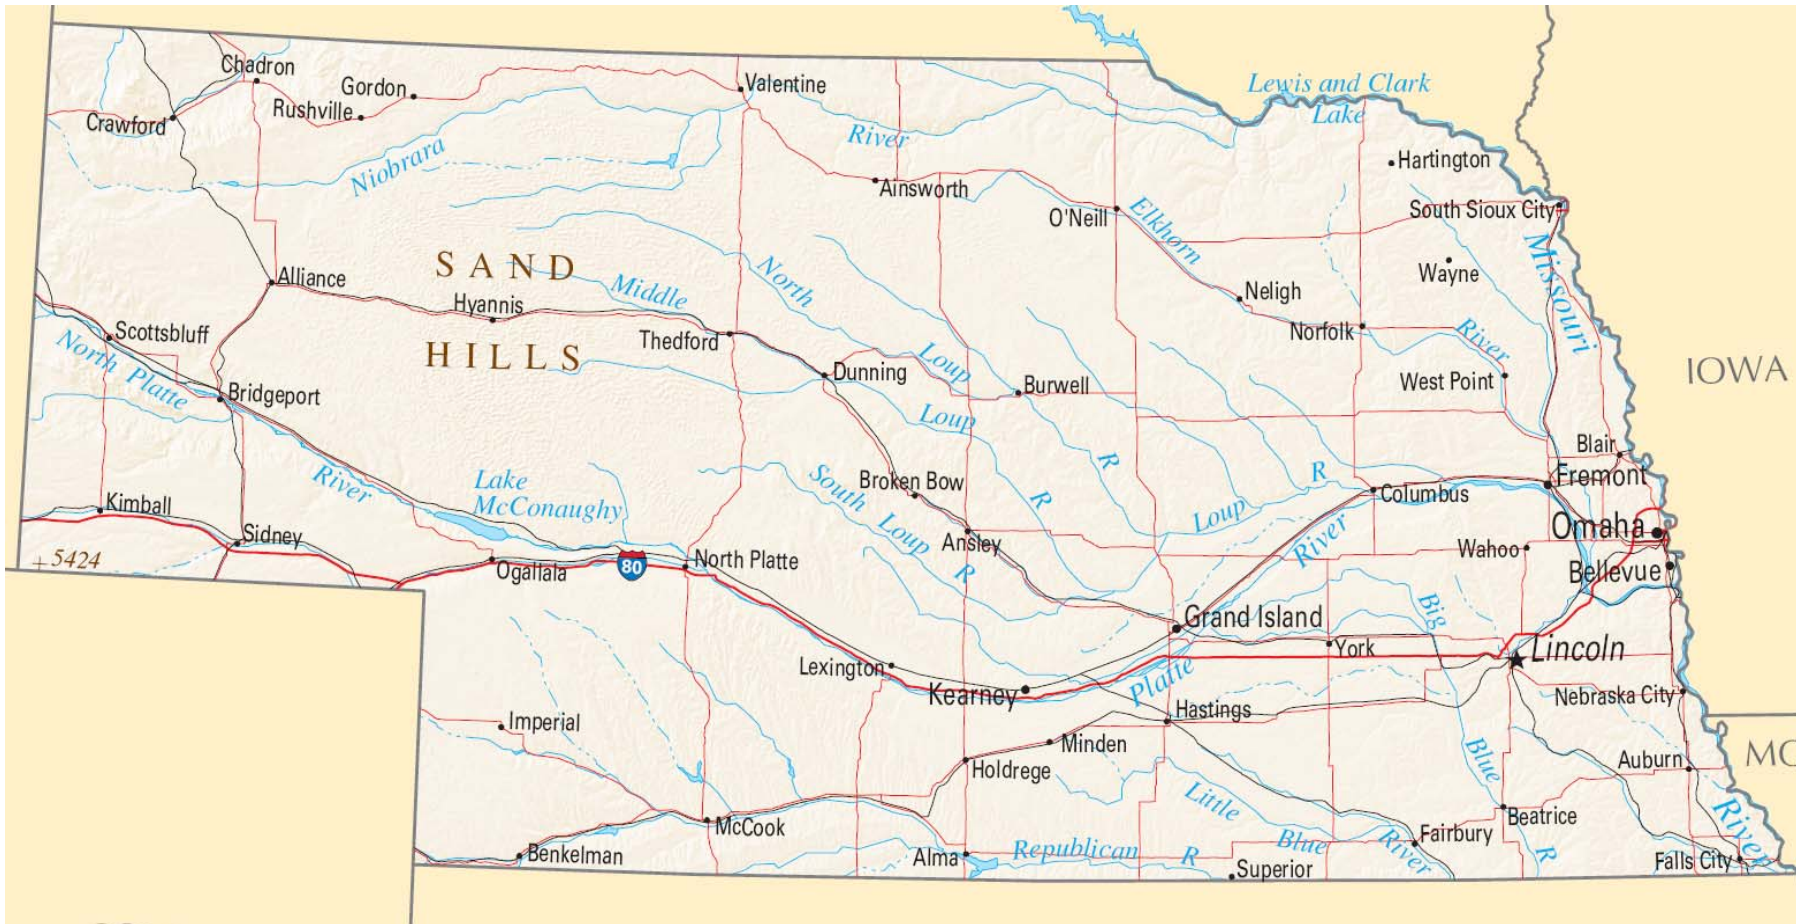 Chadron
Gordon
Rushville
Crawford
Valentine
Lewis and Clark
Lake
Niobrara
River
Hartington
Ainsworth
O'Neill
South Sioux City
Elkhorn
Missouri
SAND
HILLS
Alliance
Hyannis
Middle
North
Wayne
Neligh
Scottsbluff
Thedford
Norfolk
River
North Platte
Dunning
Loup
Burwell
West Point
IOWA
Bridgeport
Loup
Blair
Fremont
River
Lake
McConaughy
Broken Bow
South Loup
R
R
R
R
Loup
River
Columbus
Kimball
Sidney
Ansley
Omaha
Wahoo
Bellevue
+5424
Ogallala
80
North Platte
Grand Island
Big
York
Lincoln
Lexington
Kearney
Platte
Nebraska City
Imperial
Hastings
Minden
Holdrege
Blue
Auburn
MO
Little
Blue
River
McCook
Beatrice
Fairbury
River
Benkelman
Alma
Republican
R
R
Superior
Falls City